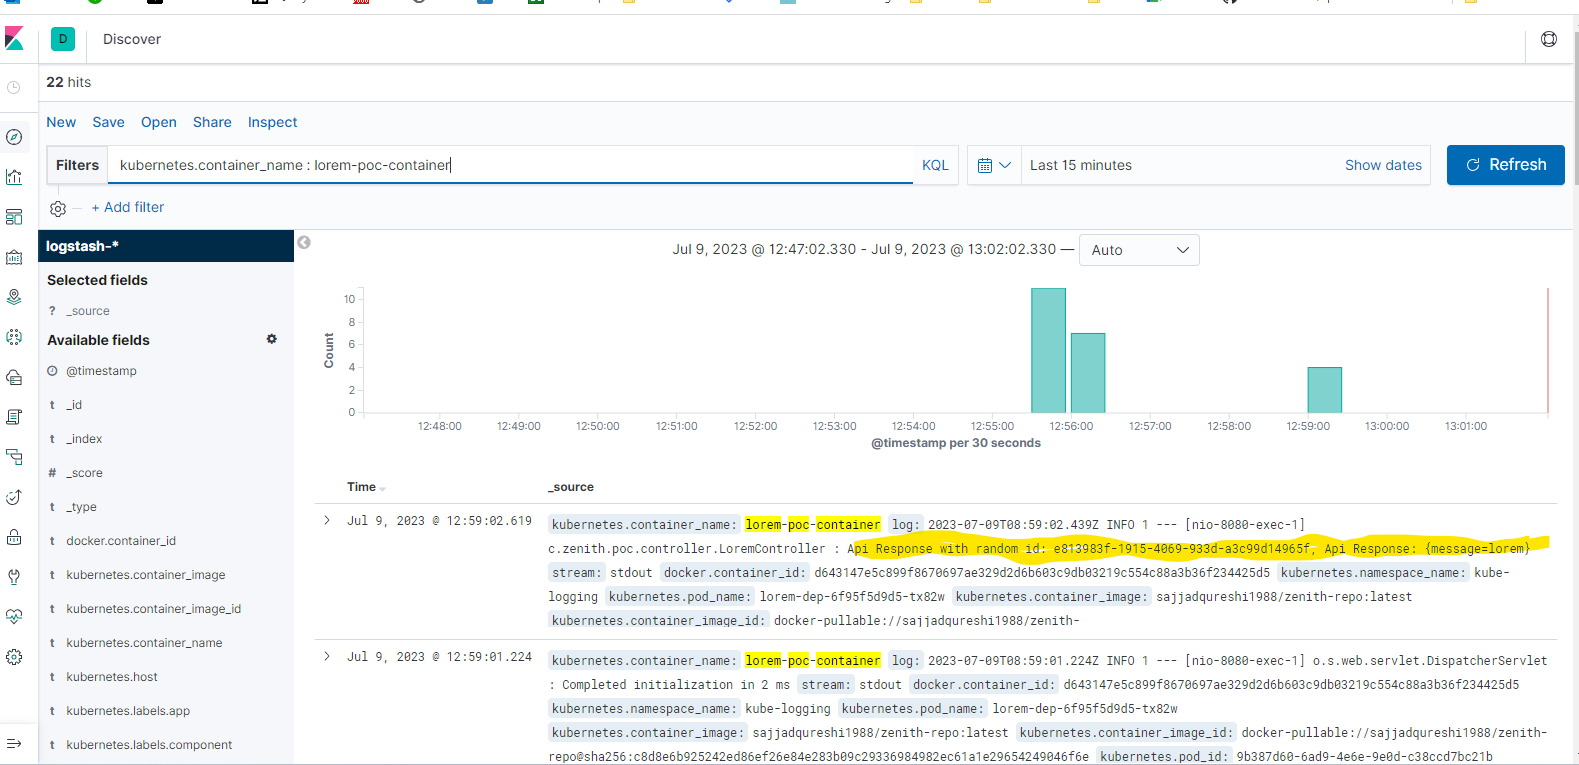 D Discover
22 hits
New Save Open Share Inspect
Filters kubernetes.container_name : lorem-poc-container KQL Last 15 minutes Show dates Refresh
+ Add filter
logstash-*
Selected fields
? _source
Available fields
@timestamp
t _id
t _index
# _score
t _type
t docker.container_id
t kubernetes.container_image
t kubernetes.container_image_id
t kubernetes.container_name
t kubernetes.host
t kubernetes.labels.app
t kubernetes.labels.component
Jul 9, 2023 @ 12:47:02.330 - Jul 9, 2023 @ 13:02:02.330 — Auto
Count
10
8
6
4
2
0
12:48:00 12:49:00 12:50:00 12:51:00 12:52:00 12:53:00 12:54:00 12:55:00 12:56:00 12:57:00 12:58:00 12:59:00 13:00:00 13:01:00
@timestamp per 30 seconds
Time _source
Jul 9, 2023 @ 12:59:02.619 kubernetes.container_name: lorem-poc-container log: 2023-07-09T08:59:02.439Z INFO 1 --- [nio-8080-exec-1]
c.zenith.poc.controller.LoremController : Api Response with random id: e813983f-1915-4069-933d-a3c99d14965f, Api Response: {message=lorem}
stream: stdout docker.container_id: d643147e5c899f8670697ae329d2d6b603c9db03219c554c88a3b36f234425d5 kubernetes.namespace_name: kube-
logging kubernetes.pod_name: lorem-dep-6f95f5d9d5-tx82w kubernetes.container_image: sajjadqureshi1988/zenith-repo:latest
kubernetes.container_image_id: docker-pullable://sajjadqureshi1988/zenith-
Jul 9, 2023 @ 12:59:01.224 kubernetes.container_name: lorem-poc-container log: 2023-07-09T08:59:01.224Z INFO 1 --- [nio-8080-exec-1] o.s.web.servlet.DispatcherServlet
: Completed initialization in 2 ms stream: stdout docker.container_id: d643147e5c899f8670697ae329d2d6b603c9db03219c554c88a3b36f234425d5
kubernetes.namespace_name: kube-logging kubernetes.pod_name: lorem-dep-6f95f5d9d5-tx82w
kubernetes.container_image: sajjadqureshi1988/zenith-repo:latest kubernetes.container_image_id: docker-pullable://sajjadqureshi1988/zenith-
repo@sha256:c8d8e6b925242ed86ef26e84e283b09c29336984982ec61a1e29654249046f6e kubernetes.pod_id: 9b387d60-6ad9-4e6e-9e0d-c38ccd7bc21b